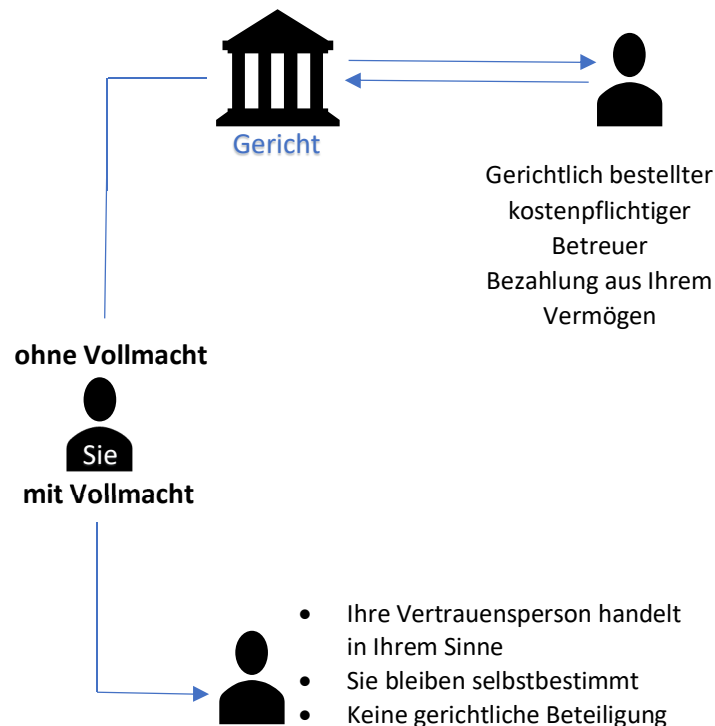 Gericht
Gerichtlich bestellter
kostenpflichtiger
Betreuer
Bezahlung aus Ihrem
Vermögen
ohne Vollmacht
Sie
mit Vollmacht
• Ihre Vertrauensperson handelt
in Ihrem Sinne
• Sie bleiben selbstbestimmt
• Keine gerichtliche Beteiligung